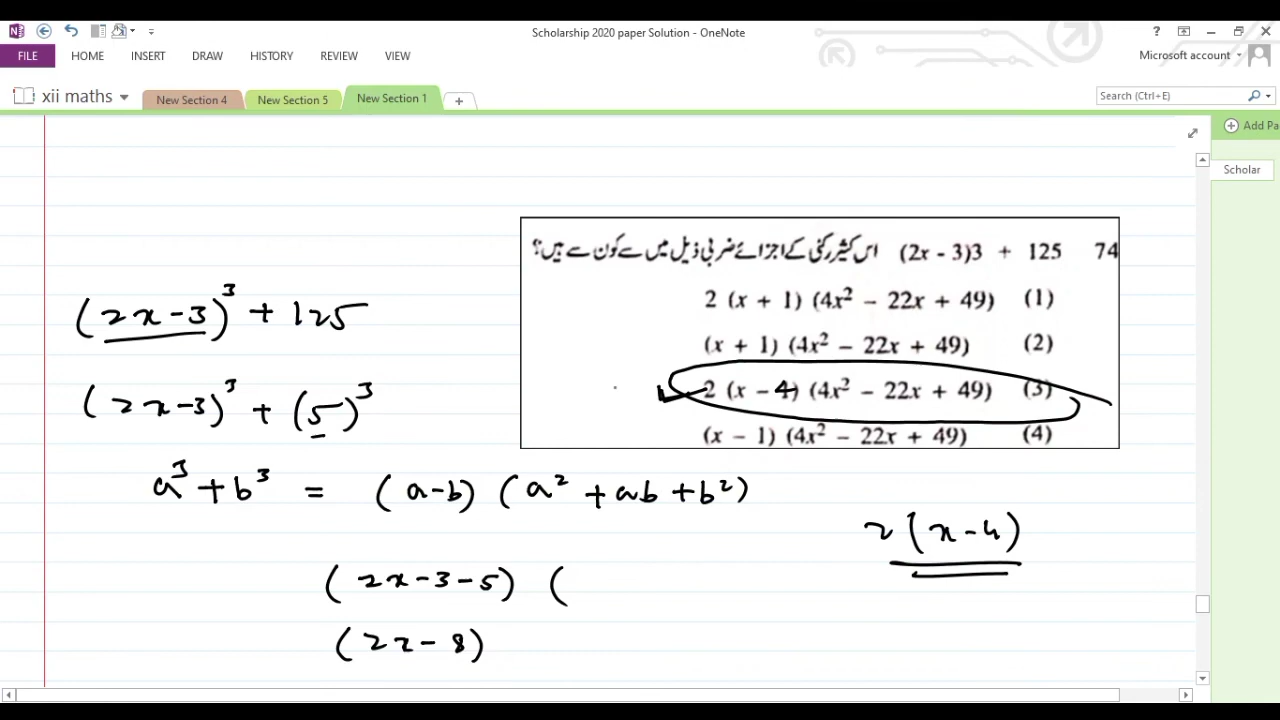 Scholarship 2020 paper Solution - OneNote
FILE HOME INSERT DRAW HISTORY REVIEW VIEW Microsoft account
xii maths New Section 4 New Section 5 New Section 1 Search (Ctrl+E)
Add Pa
Scholar
74 (2x - 3)3 + 125 اس کثیر رکنی کے اجزائے ضربی ذیل میں سے کون سے ہیں؟
2 (x + 1) (4x² − 22x + 49) (1)
(x + 1) (4x² − 22x + 49) (2)
2 (x − 4) (4x² − 22x + 49) (3)
(x − 1) (4x² − 22x + 49) (4)
(2x-3)³ + 125
(2x-3)³ + (5)³
a³ + b³ = (a-b) (a² + ab + b²)
2(x-4)
(2x-3-5) (
(2x-8)